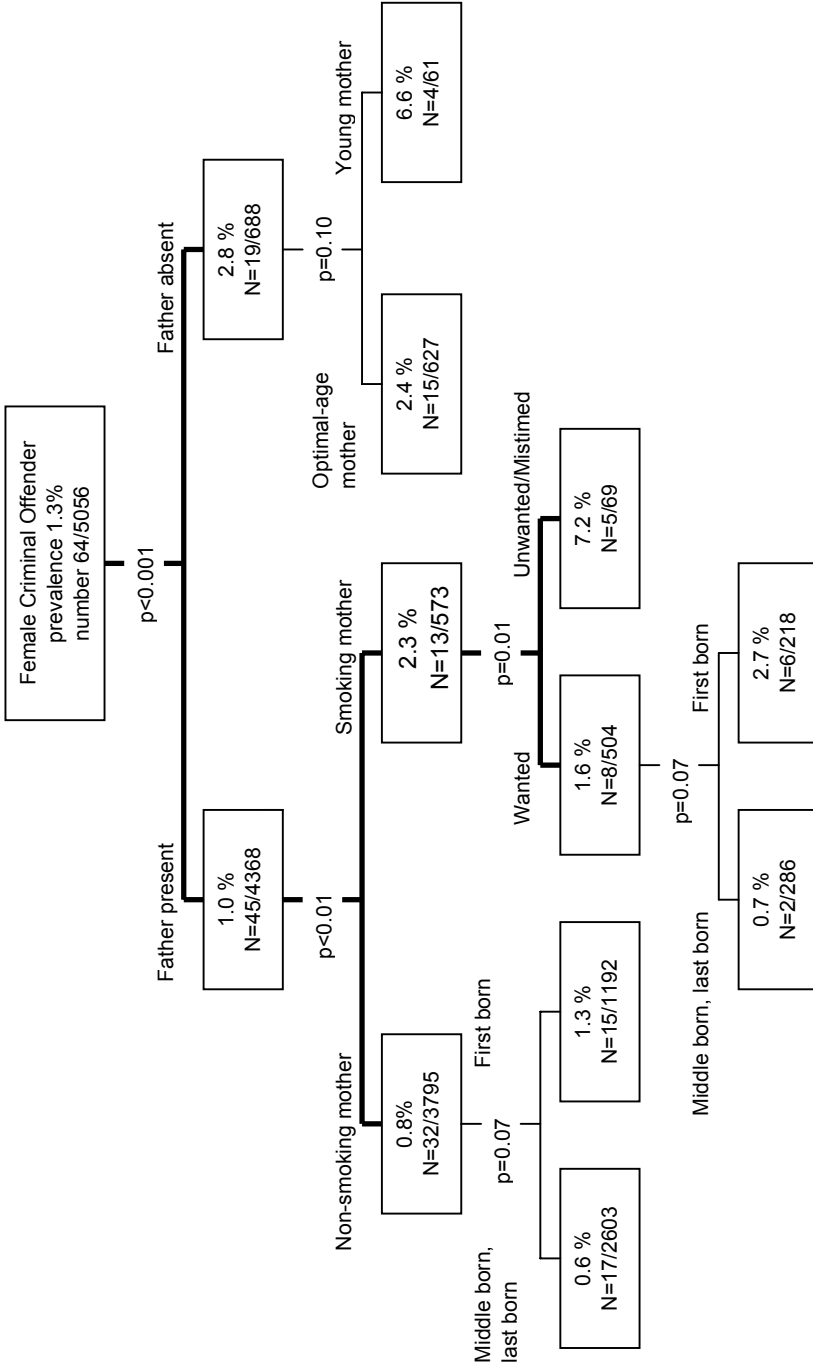 Female Criminal Offender
prevalence 1.3%
number 64/5056
p<0.001
Father present
Father absent
1.0 %
N=45/4368
2.8 %
N=19/688
p<0.01
p=0.10
Non-smoking mother
Smoking mother
Optimal-age
mother
Young mother
0.8%
N=32/3795
2.3 %
N=13/573
2.4 %
N=15/627
6.6 %
N=4/61
p=0.07
p=0.01
Middle born,
last born
First born
Wanted
Unwanted/Mistimed
0.6 %
N=17/2603
1.3 %
N=15/1192
1.6 %
N=8/504
7.2 %
N=5/69
p=0.07
Middle born, last born
First born
0.7 %
N=2/286
2.7 %
N=6/218